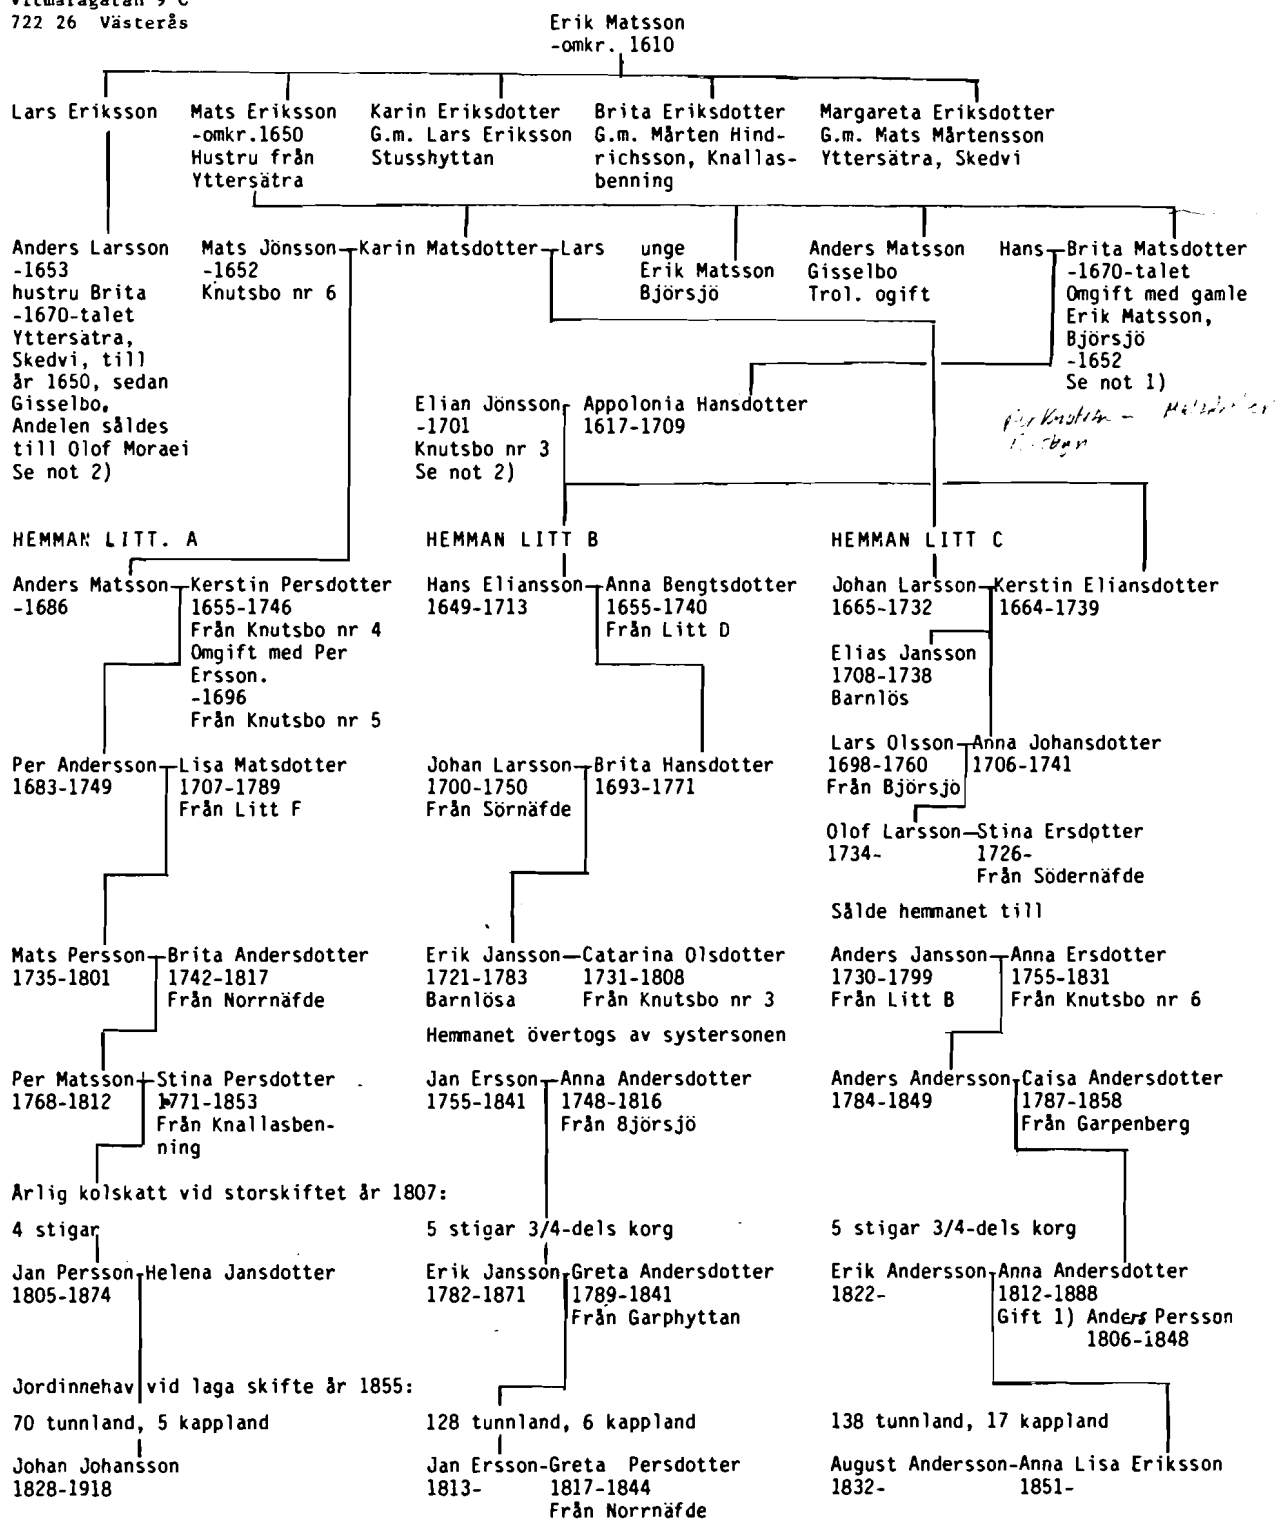 722 26 Västerås
Erik Matsson
-omkr. 1610
Lars Eriksson
Mats Eriksson
-omkr.1650
Hustru från
Yttersätra
Karin Eriksdotter
G.m. Lars Eriksson
Stusshyttan
Brita Eriksdotter
G.m. Mårten Hind-
richsson, Knallas-
benning
Margareta Eriksdotter
G.m. Mats Mårtensson
Yttersätra, Skedvi
Anders Larsson
-1653
hustru Brita
-1670-talet
Yttersätra,
Skedvi, till
år 1650, sedan
Gisselbo,
Andelen såldes
till Olof Moraei
Se not 2)
Mats Jönsson
-1652
Knutsbo nr 6
Karin Matsdotter
Lars
unge
Erik Matsson
Björsjö
Anders Matsson
Gisselbo
Trol. ogift
Hans
Brita Matsdotter
-1670-talet
Omgift med gamle
Erik Matsson,
Björsjö
-1652
Se not 1)
Elian Jönsson
-1701
Knutsbo nr 3
Se not 2)
Appolonia Hansdotter
1617-1709
HEMMAN LITT. A
Anders Matsson
-1686
Kerstin Persdotter
1655-1746
Från Knutsbo nr 4
Omgift med Per
Ersson.
-1696
Från Knutsbo nr 5
HEMMAN LITT B
Hans Eliansson
1649-1713
Anna Bengtsdotter
1655-1740
Från Litt D
HEMMAN LITT C
Johan Larsson
1665-1732
Kerstin Eliansdotter
1664-1739
Elias Jansson
1708-1738
Barnlös
Per Andersson
1683-1749
Lisa Matsdotter
1707-1789
Från Litt F
Johan Larsson
1700-1750
Från Sörnäfde
Brita Hansdotter
1693-1771
Lars Olsson
1698-1760
Från Björsjö
Anna Johansdotter
1706-1741
Olof Larsson—Stina Ersdotter
1734-
1726-
Från Södernäfde
Sålde hemmanet till
Mats Persson
1735-1801
Brita Andersdotter
1742-1817
Från Norrnäfde
Erik Jansson—Catarina Olsdotter
1721-1783
Barnlösa
1731-1808
Från Knutsbo nr 3
Hemmanet övertogs av systersonen
Anders Jansson
1730-1799
Från Litt B
Anna Ersdotter
1755-1831
Från Knutsbo nr 6
Per Matsson
1768-1812
Stina Persdotter
1771-1853
Från Knallasben-
ning
Jan Ersson
1755-1841
Anna Andersdotter
1748-1816
Från Björsjö
Anders Andersson
1784-1849
Caisa Andersdotter
1787-1858
Från Garpenberg
Årlig kolskatt vid storskiftet år 1807:
4 stigar
5 stigar 3/4-dels korg
5 stigar 3/4-dels korg
Jan Persson
1805-1874
Helena Jansdotter
Erik Jansson
1782-1871
Greta Andersdotter
1789-1841
Från Garphyttan
Erik Andersson
1822-
Anna Andersdotter
1812-1888
Gift 1) Anders Persson
1806-1848
Jordinnehav vid laga skifte år 1855:
70 tunnland, 5 kappland
128 tunnland, 6 kappland
138 tunnland, 17 kappland
Johan Johansson
1828-1918
Jan Ersson-Greta Persdotter
1813-
1817-1844
Från Norrnäfde
August Andersson-Anna Lisa Eriksson
1832-
1851-